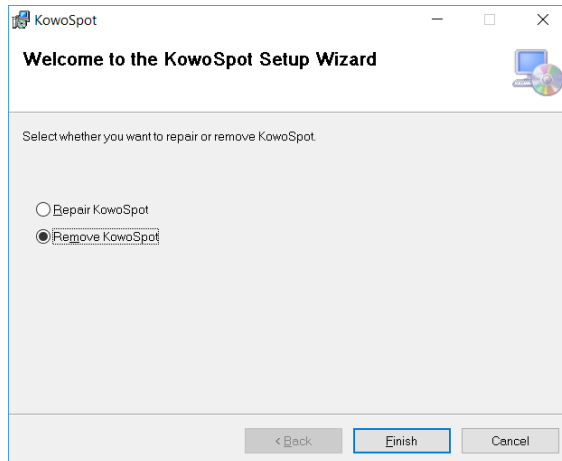 KowoSpot
Welcome to the KowoSpot Setup Wizard
Select whether you want to repair or remove KowoSpot.
Repair KowoSpot
Remove KowoSpot
< Back
Finish
Cancel